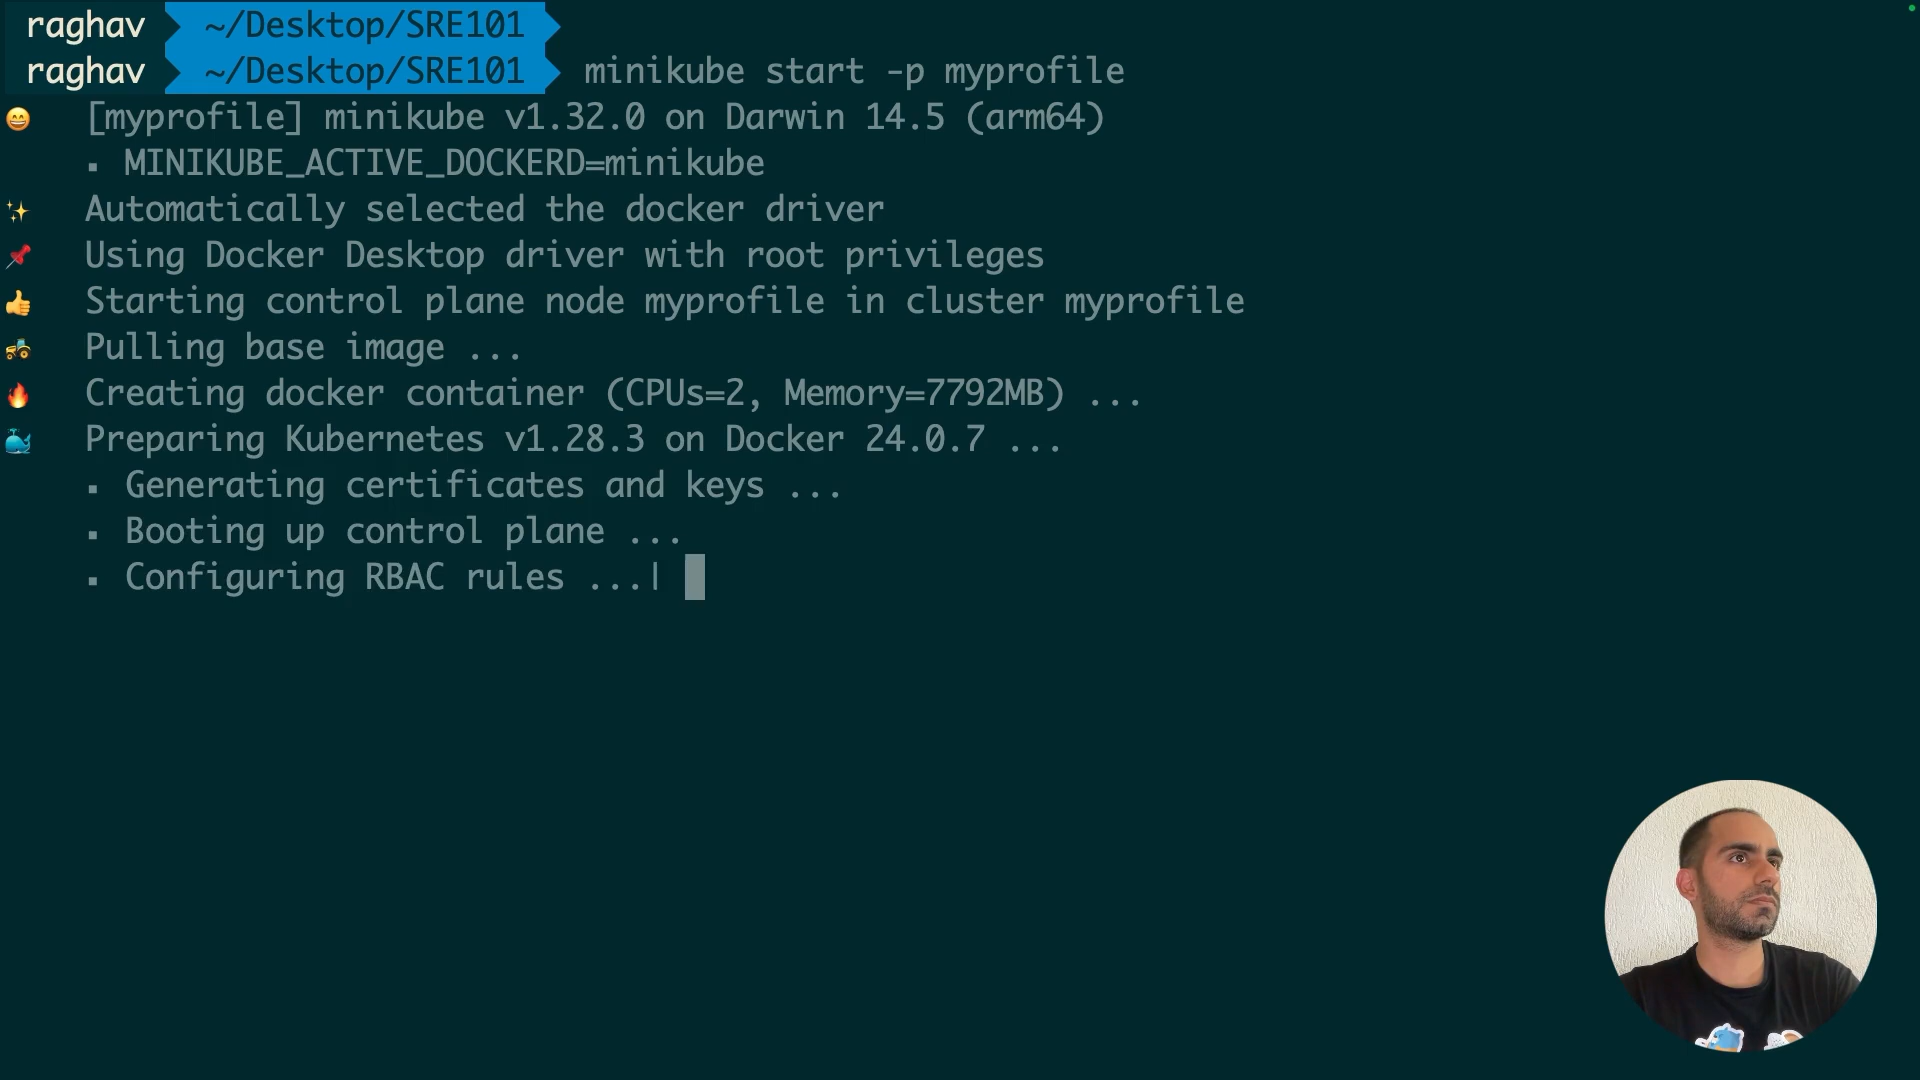 raghav ~/Desktop/SRE101
raghav ~/Desktop/SRE101 minikube start -p myprofile
😄 [myprofile] minikube v1.32.0 on Darwin 14.5 (arm64)
▪ MINIKUBE_ACTIVE_DOCKERD=minikube
✨ Automatically selected the docker driver
📌 Using Docker Desktop driver with root privileges
👍 Starting control plane node myprofile in cluster myprofile
🚜 Pulling base image ...
🔥 Creating docker container (CPUs=2, Memory=7792MB) ...
🐳 Preparing Kubernetes v1.28.3 on Docker 24.0.7 ...
▪ Generating certificates and keys ...
▪ Booting up control plane ...
▪ Configuring RBAC rules ...|